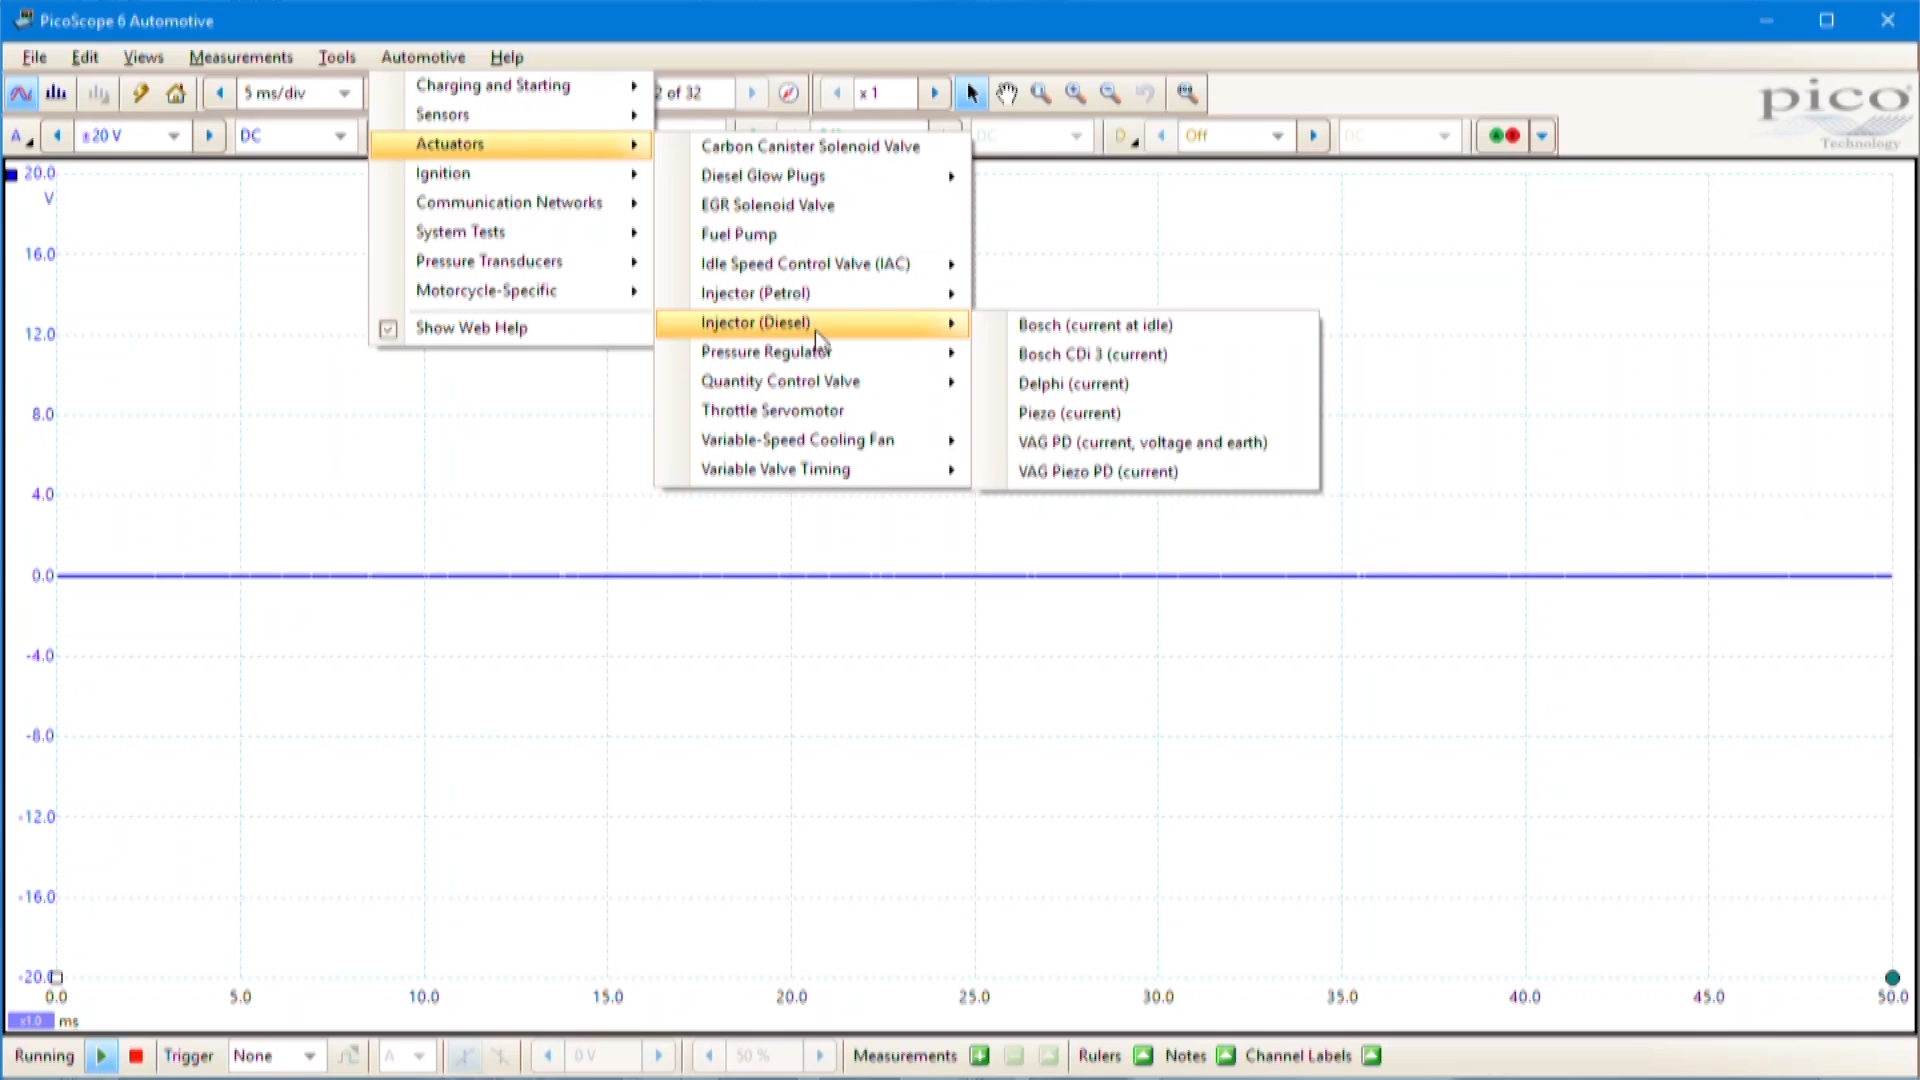 PicoScope 6 Automotive
File Edit Views Measurements Tools Automotive Help
5 ms/div 2 of 32 x 1
A ±20 V DC DC D Off DC
pico
Technology
Charging and Starting
Sensors
Actuators
Ignition
Communication Networks
System Tests
Pressure Transducers
Motorcycle-Specific
Show Web Help
Carbon Canister Solenoid Valve
Diesel Glow Plugs
EGR Solenoid Valve
Fuel Pump
Idle Speed Control Valve (IAC)
Injector (Petrol)
Injector (Diesel)
Pressure Regulator
Quantity Control Valve
Throttle Servomotor
Variable-Speed Cooling Fan
Variable Valve Timing
Bosch (current at idle)
Bosch CDi 3 (current)
Delphi (current)
Piezo (current)
VAG PD (current, voltage and earth)
VAG Piezo PD (current)
20.0
V
16.0
12.0
8.0
4.0
0.0
-4.0
-8.0
-12.0
-16.0
-20.0
0.0 5.0 10.0 15.0 20.0 25.0 30.0 35.0 40.0 45.0 50.0
x1.0 ms
Running Trigger None A 0 V 50 % Measurements Rulers Notes Channel Labels